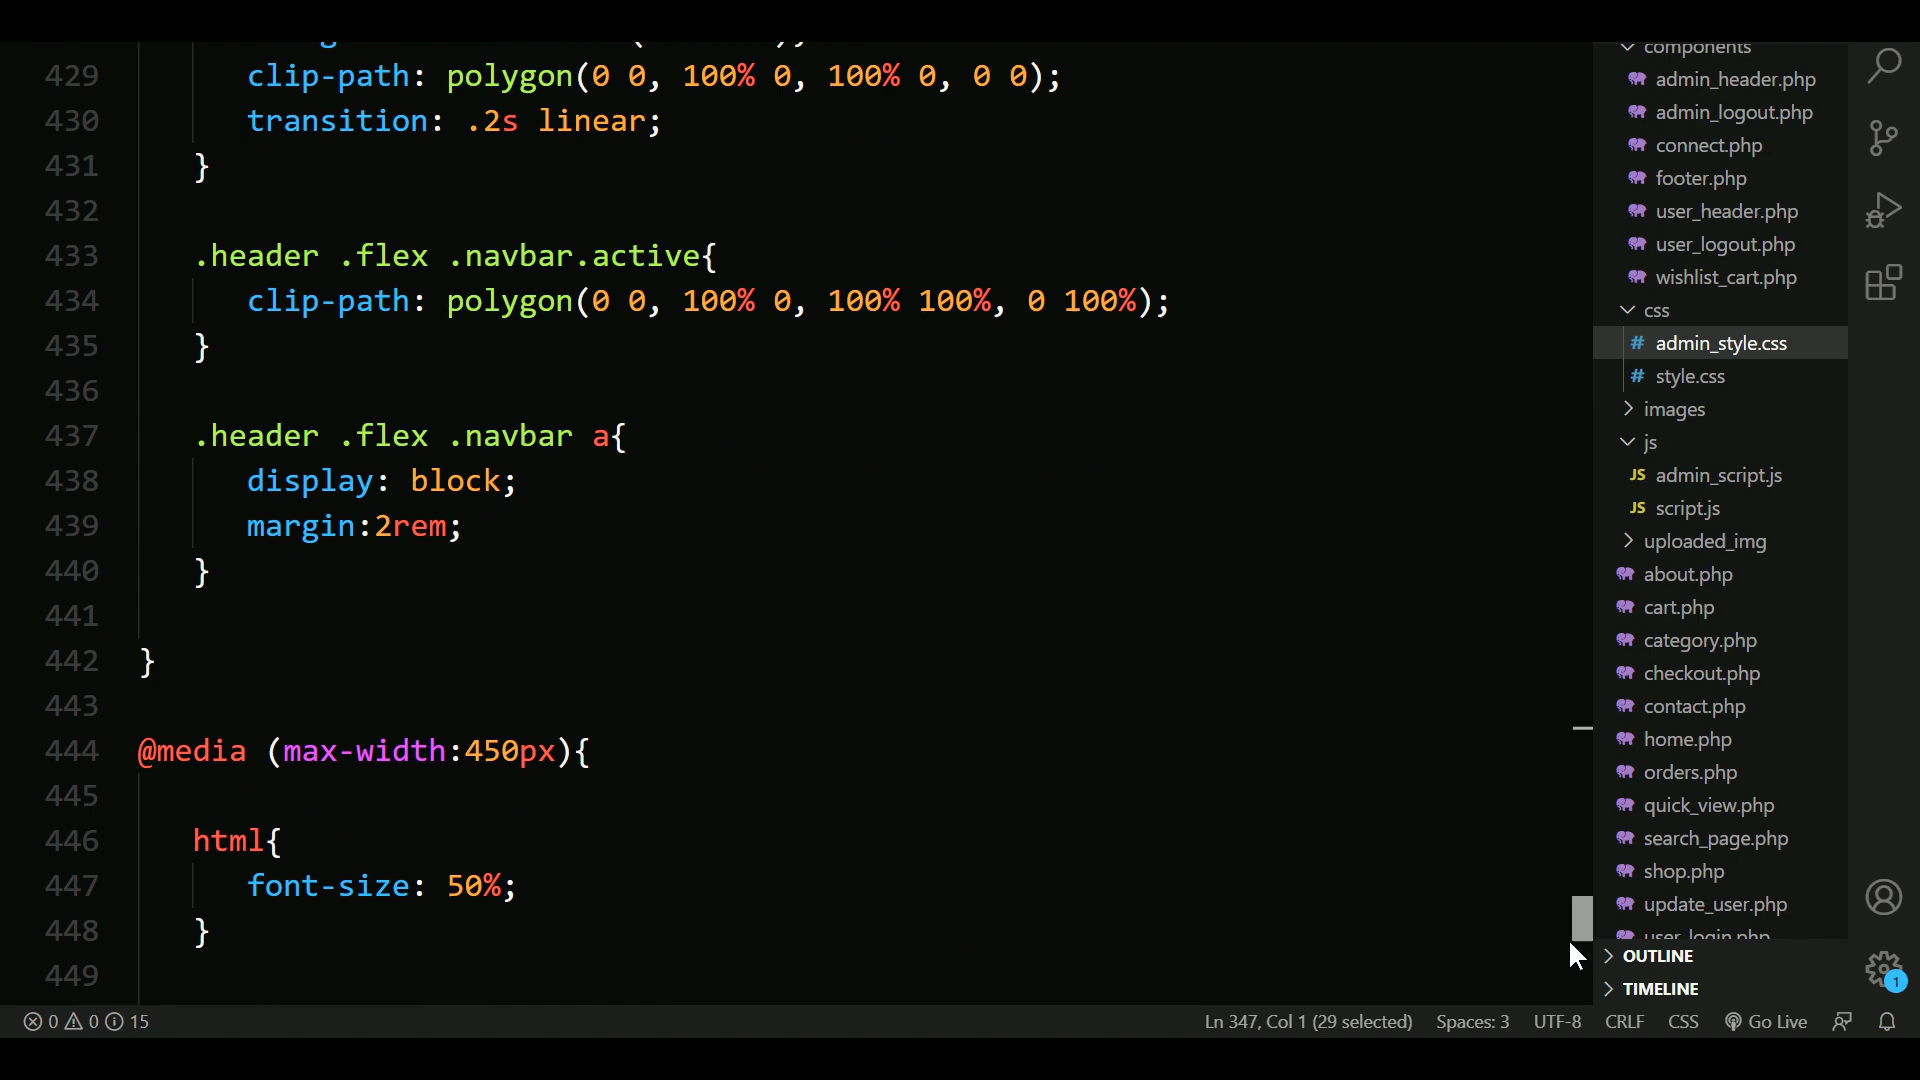 429 clip-path: polygon(0 0, 100% 0, 100% 0, 0 0);
430 transition: .2s linear;
431 }
432
433 .header .flex .navbar.active{
434 clip-path: polygon(0 0, 100% 0, 100% 100%, 0 100%);
435 }
436
437 .header .flex .navbar a{
438 display: block;
439 margin:2rem;
440 }
441
442 }
443
444 @media (max-width:450px){
445
446 html{
447 font-size: 50%;
448 }
449
components
admin_header.php
admin_logout.php
connect.php
footer.php
user_header.php
user_logout.php
wishlist_cart.php
css
# admin_style.css
# style.css
images
js
JS admin_script.js
JS script.js
uploaded_img
about.php
cart.php
category.php
checkout.php
contact.php
home.php
orders.php
quick_view.php
search_page.php
shop.php
update_user.php
user_login.php
OUTLINE
TIMELINE
1
0 0 15
Ln 347, Col 1 (29 selected) Spaces: 3 UTF-8 CRLF CSS Go Live